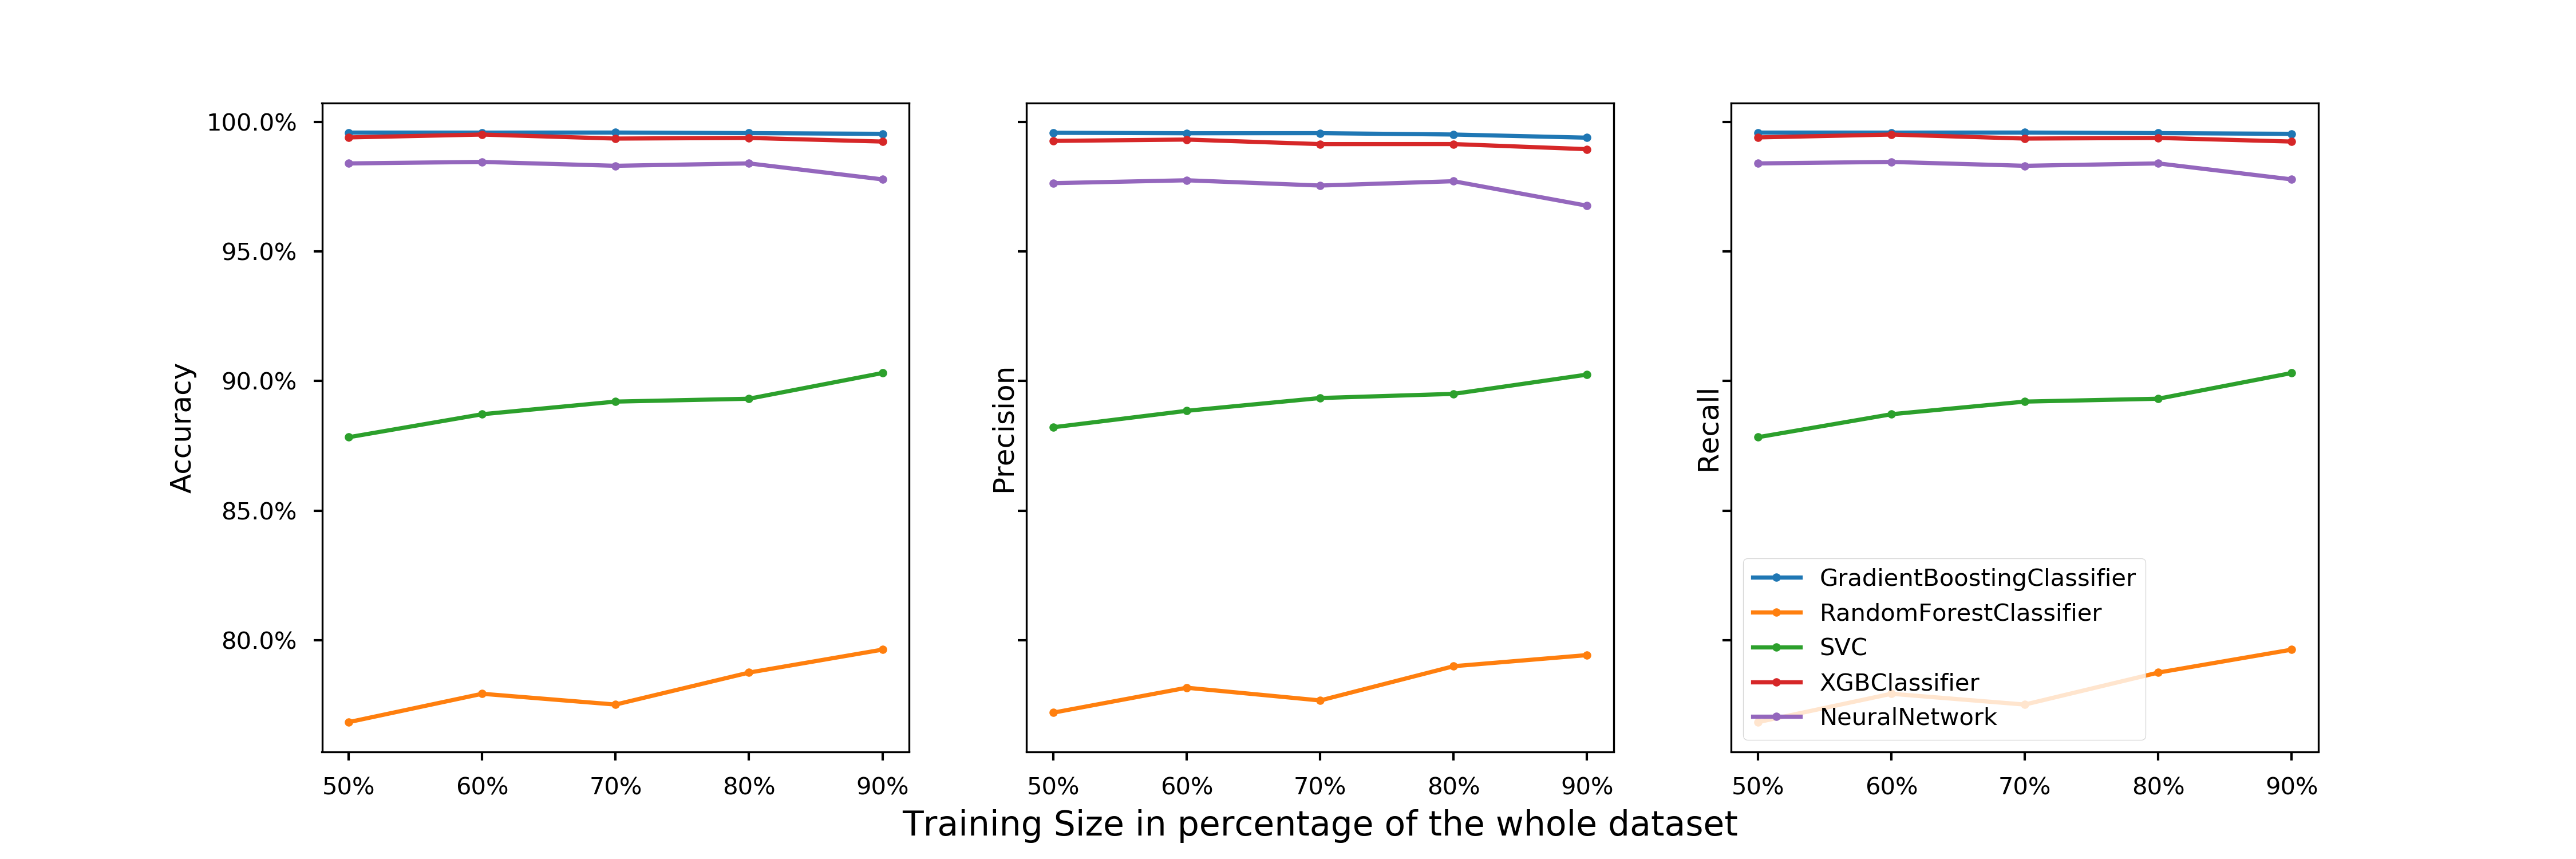 Accuracy
100.0%
95.0%
90.0%
85.0%
80.0%
50% 60% 70% 80% 90%
Precision
50% 60% 70% 80% 90%
Recall
GradientBoostingClassifier
RandomForestClassifier
SVC
XGBClassifier
NeuralNetwork
50% 60% 70% 80% 90%
Training Size in percentage of the whole dataset